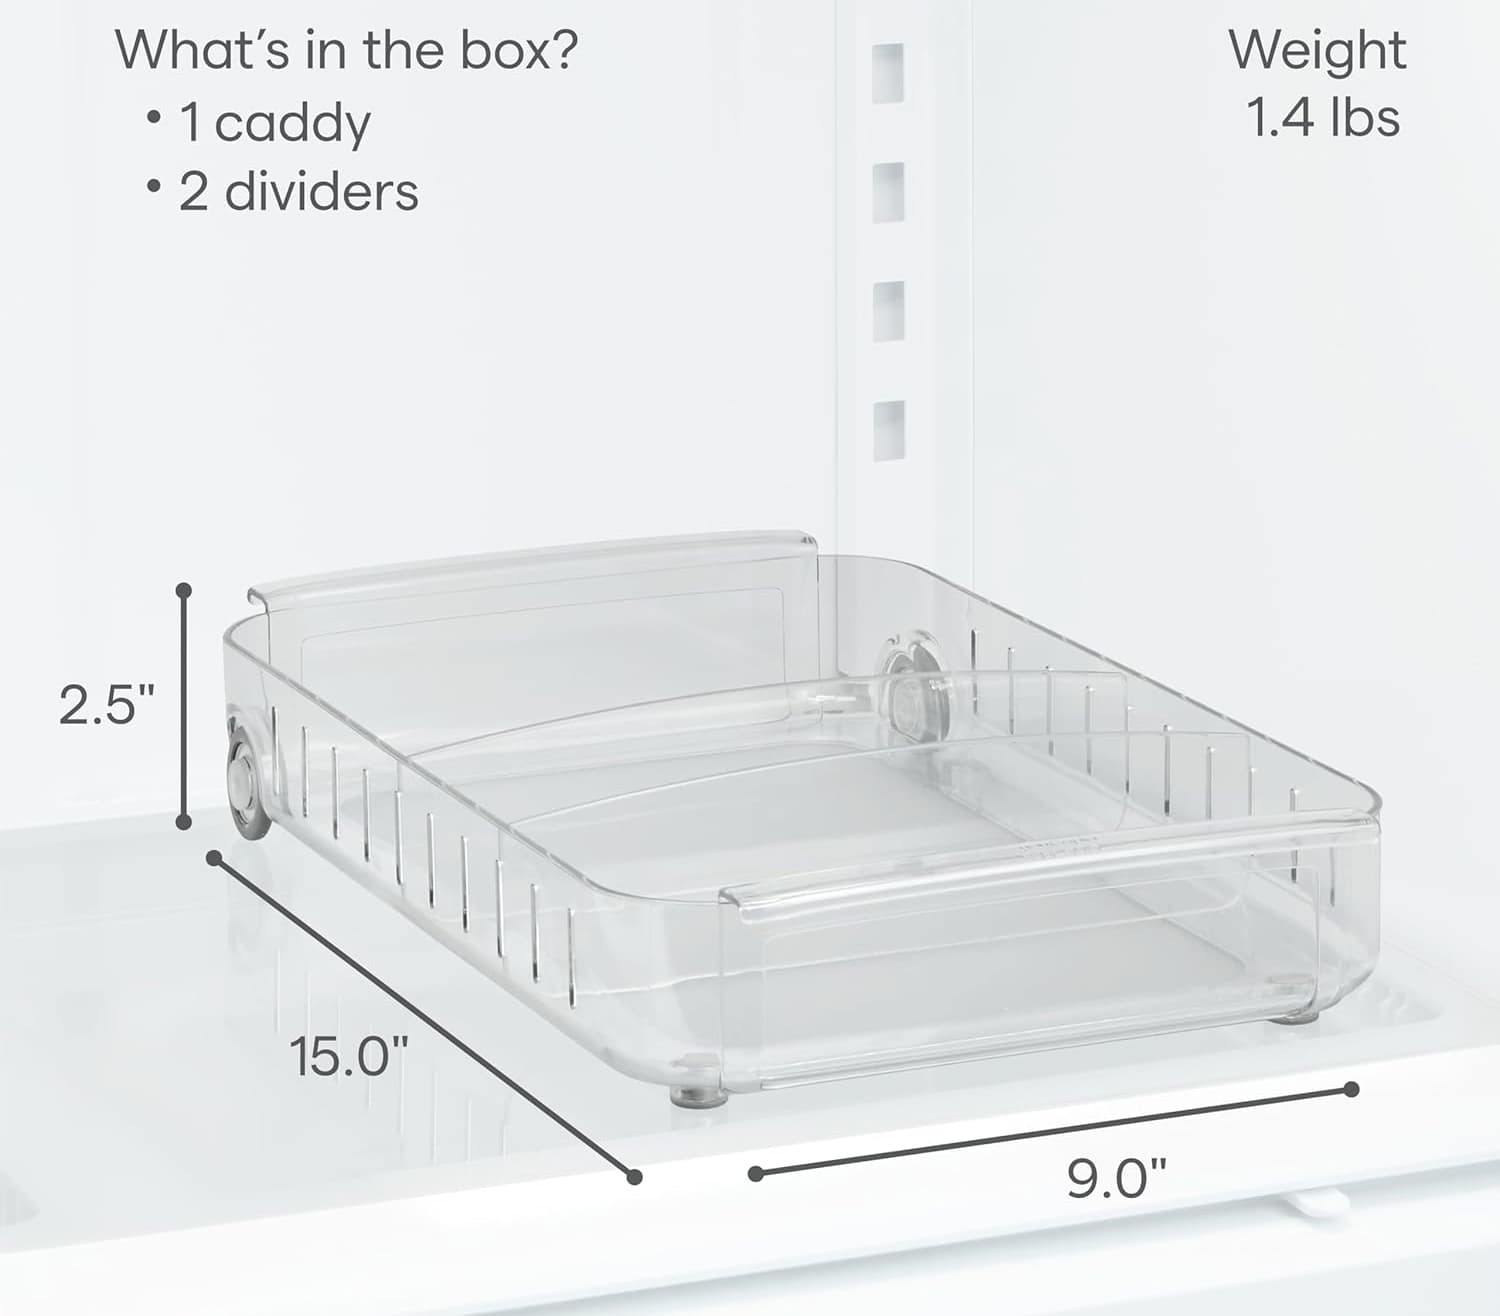 What's in the box?
• 1 caddy
• 2 dividers
Weight
1.4 lbs
2.5"
15.0"
9.0"